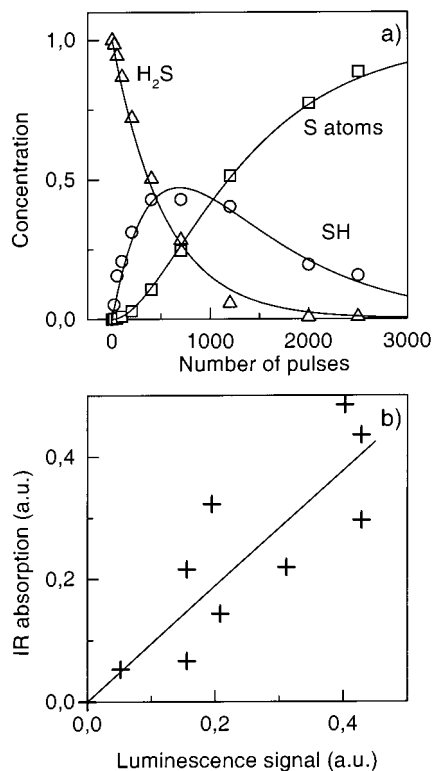 a)
1,0
H₂S
S atoms
0,5
SH
0,0
0
1000
2000
3000
Concentration
Number of pulses
b)
0,4
0,2
0,0
0,0
0,2
0,4
IR absorption (a.u.)
Luminescence signal (a.u.)